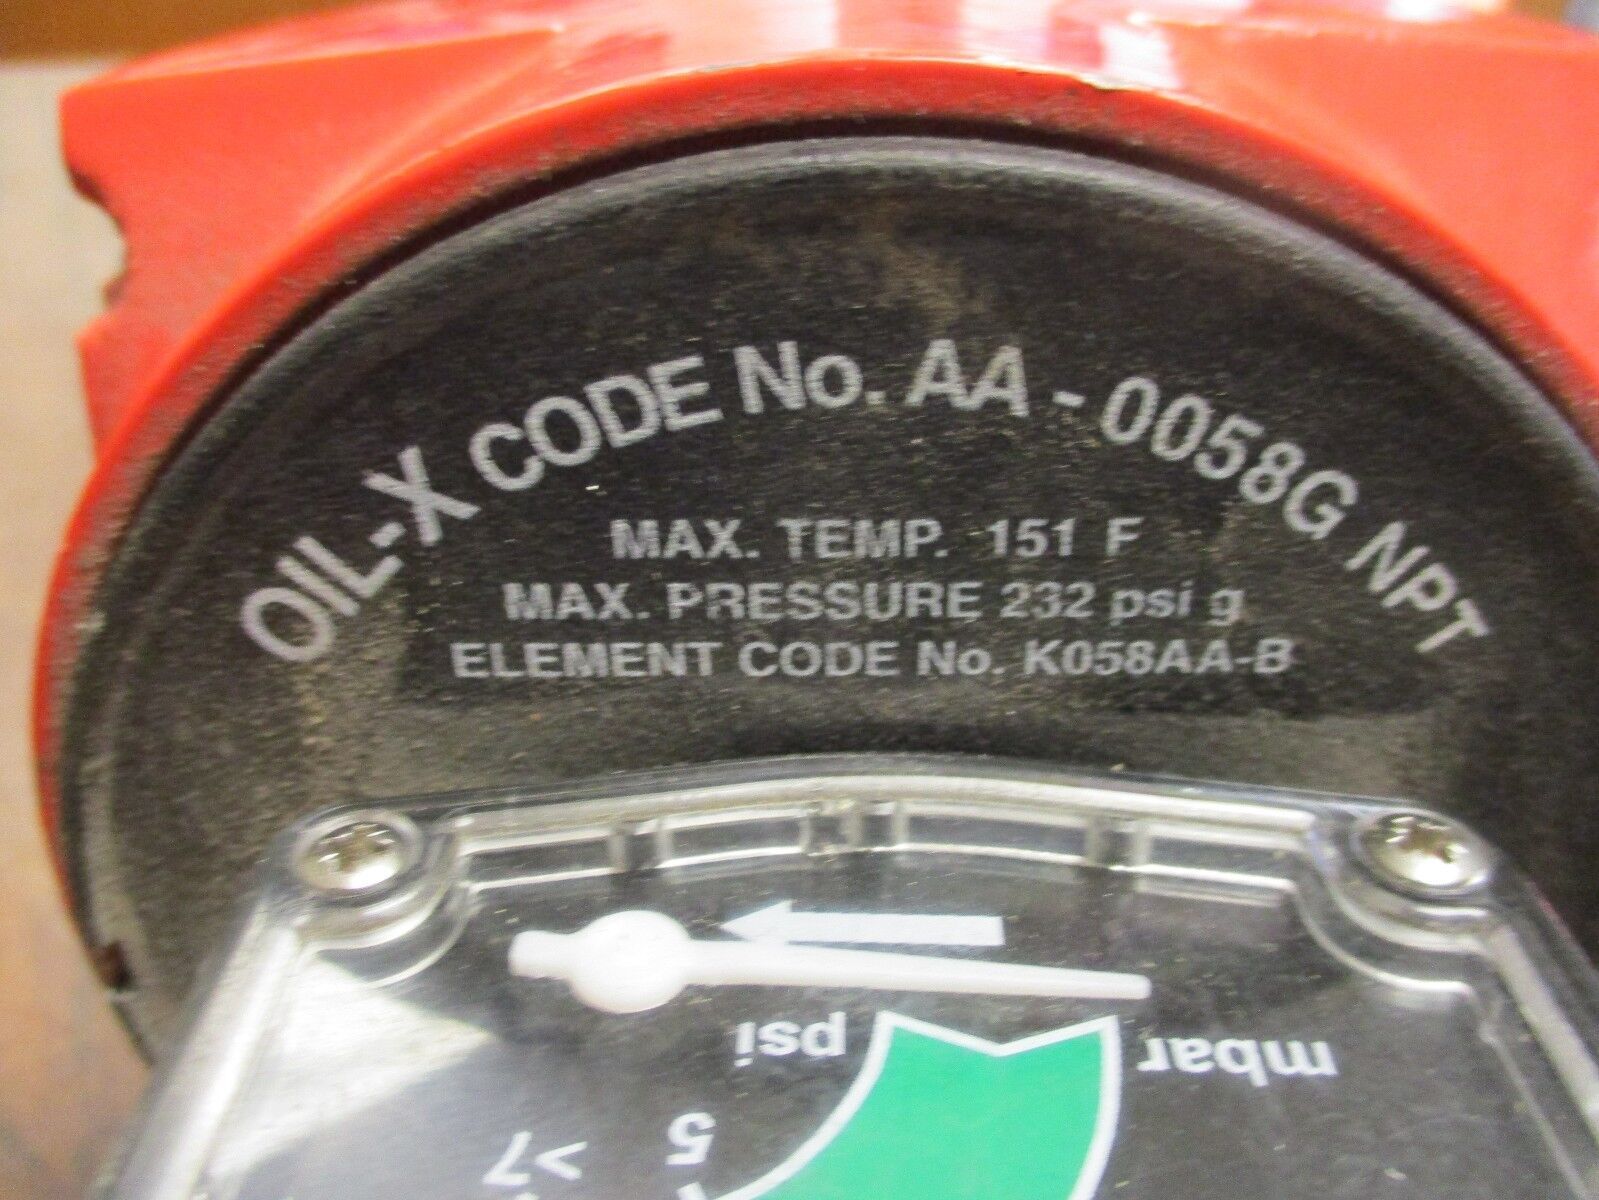 OIL-X CODE No. AA - 0058G NPT
MAX. TEMP. 151 F
MAX. PRESSURE 232 psi g
ELEMENT CODE No. K058AA-B
psi
mbar
5
>7